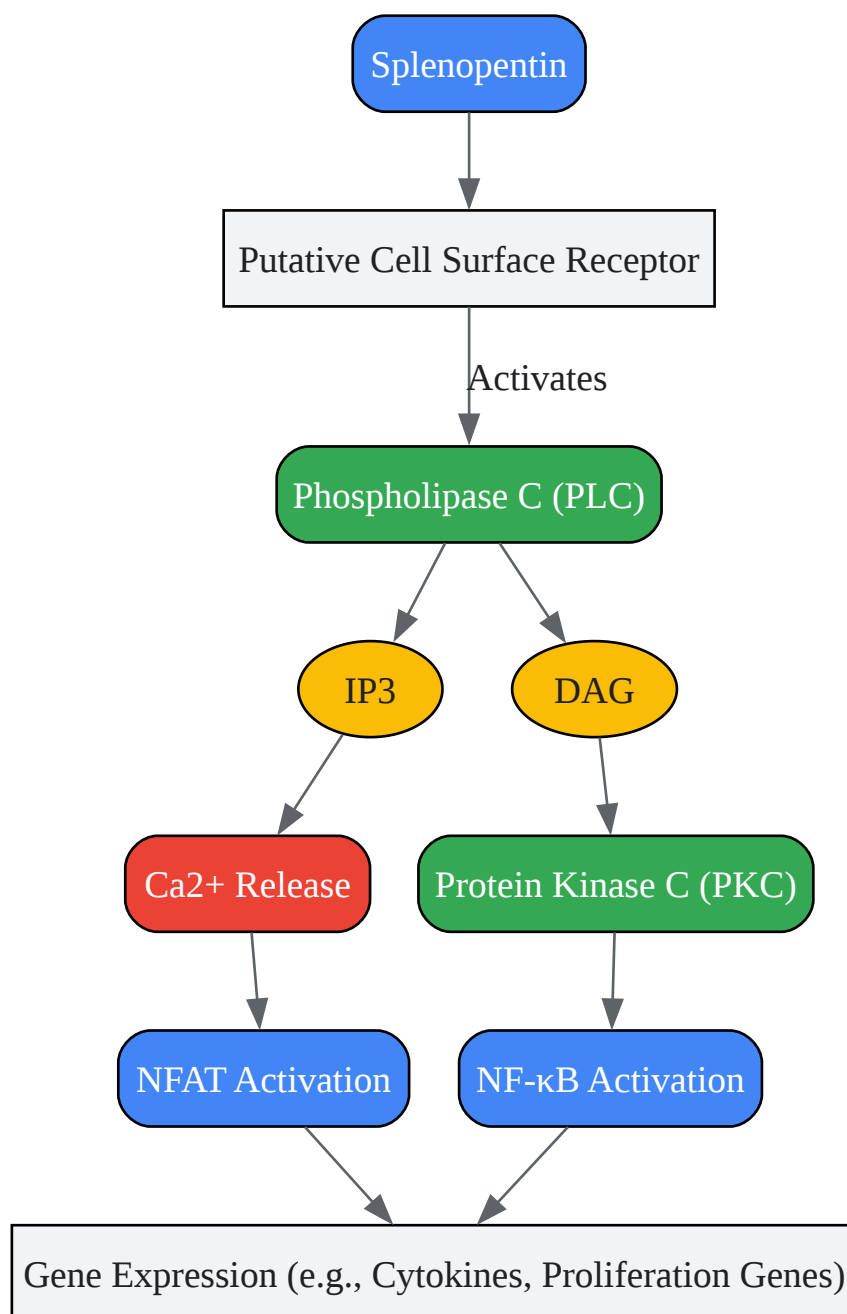 Splenopentin
Putative Cell Surface Receptor
Activates
Phospholipase C (PLC)
IP3
DAG
Ca2+ Release
Protein Kinase C (PKC)
NFAT Activation
NF-κB Activation
Gene Expression (e.g., Cytokines, Proliferation Genes)